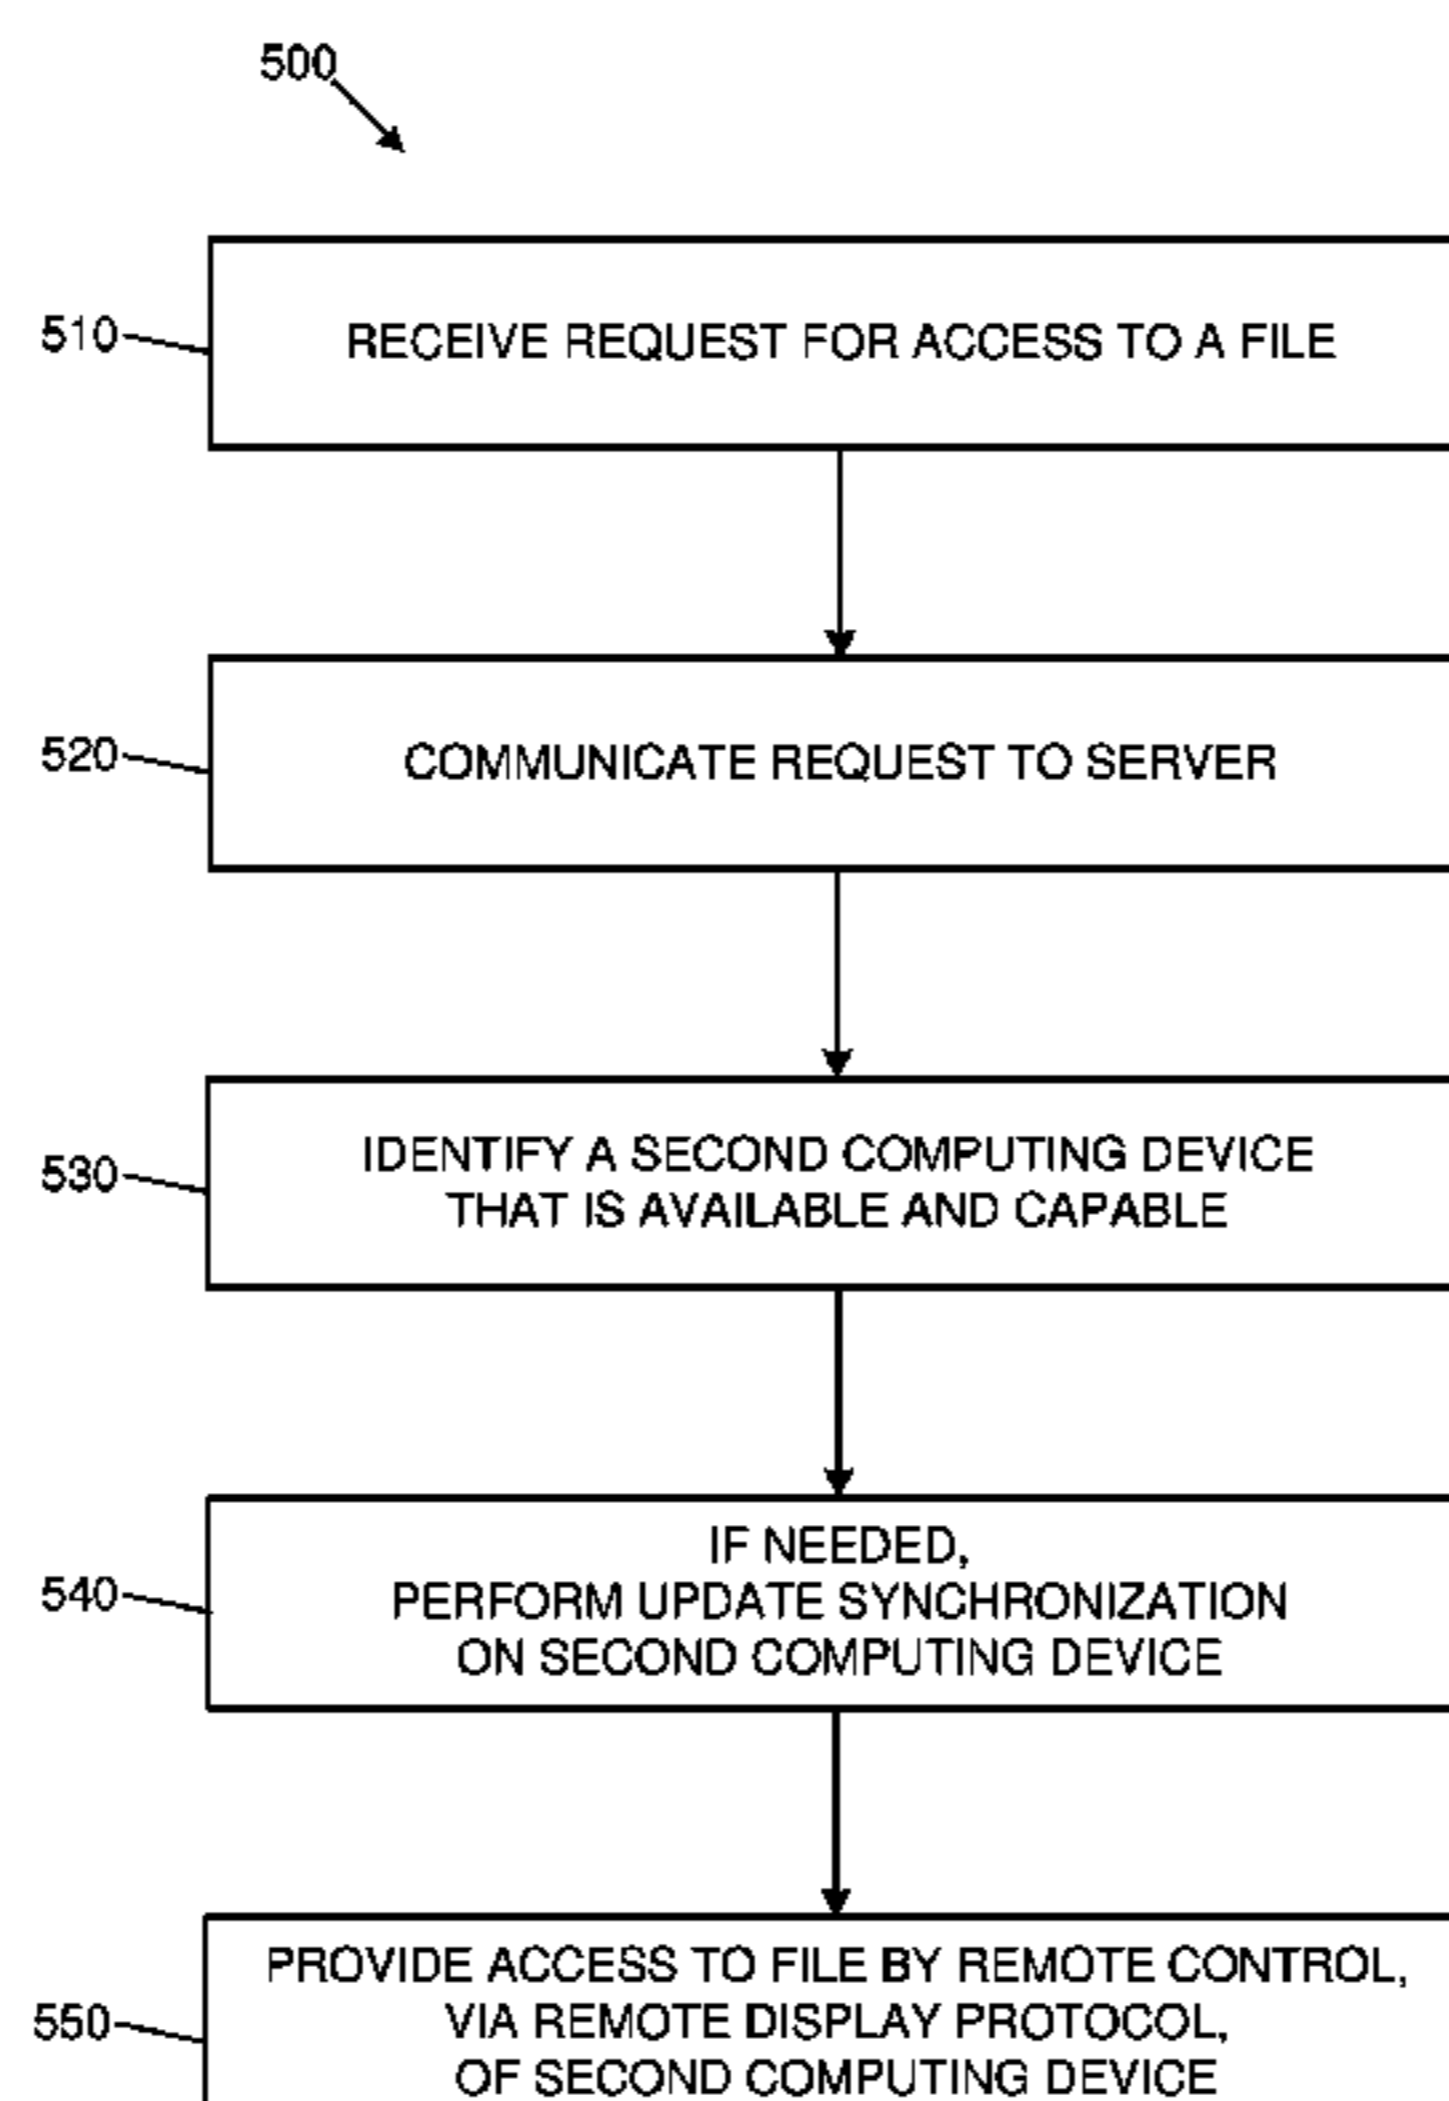 500
510
RECEIVE REQUEST FOR ACCESS TO A FILE
520
COMMUNICATE REQUEST TO SERVER
530
IDENTIFY A SECOND COMPUTING DEVICE
THAT IS AVAILABLE AND CAPABLE
540
IF NEEDED,
PERFORM UPDATE SYNCHRONIZATION
ON SECOND COMPUTING DEVICE
550
PROVIDE ACCESS TO FILE BY REMOTE CONTROL,
VIA REMOTE DISPLAY PROTOCOL,
OF SECOND COMPUTING DEVICE